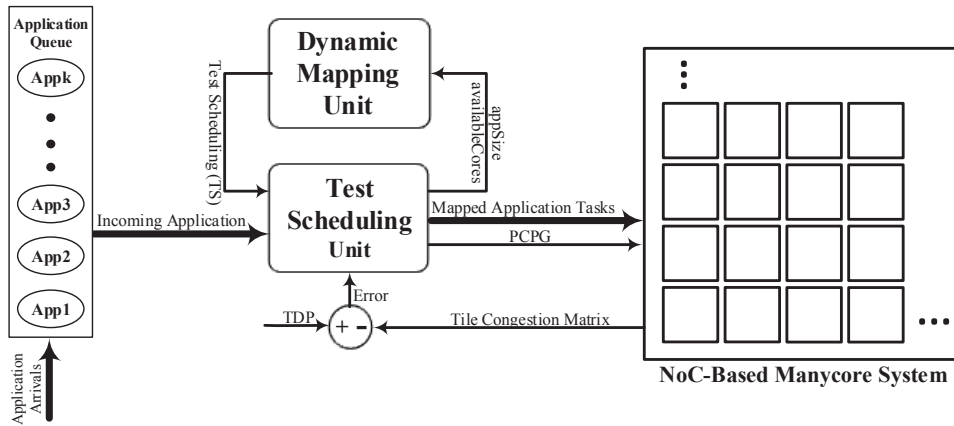 Application
Queue
Appk
App3
App2
App1
Application
Arrivals
Incoming Application
Dynamic
Mapping
Unit
Test Scheduling (TS)
appSize
availableCores
Test
Scheduling
Unit
Mapped Application Tasks
PCPG
Error
TDP
+ -
Tile Congestion Matrix
NoC-Based Manycore System